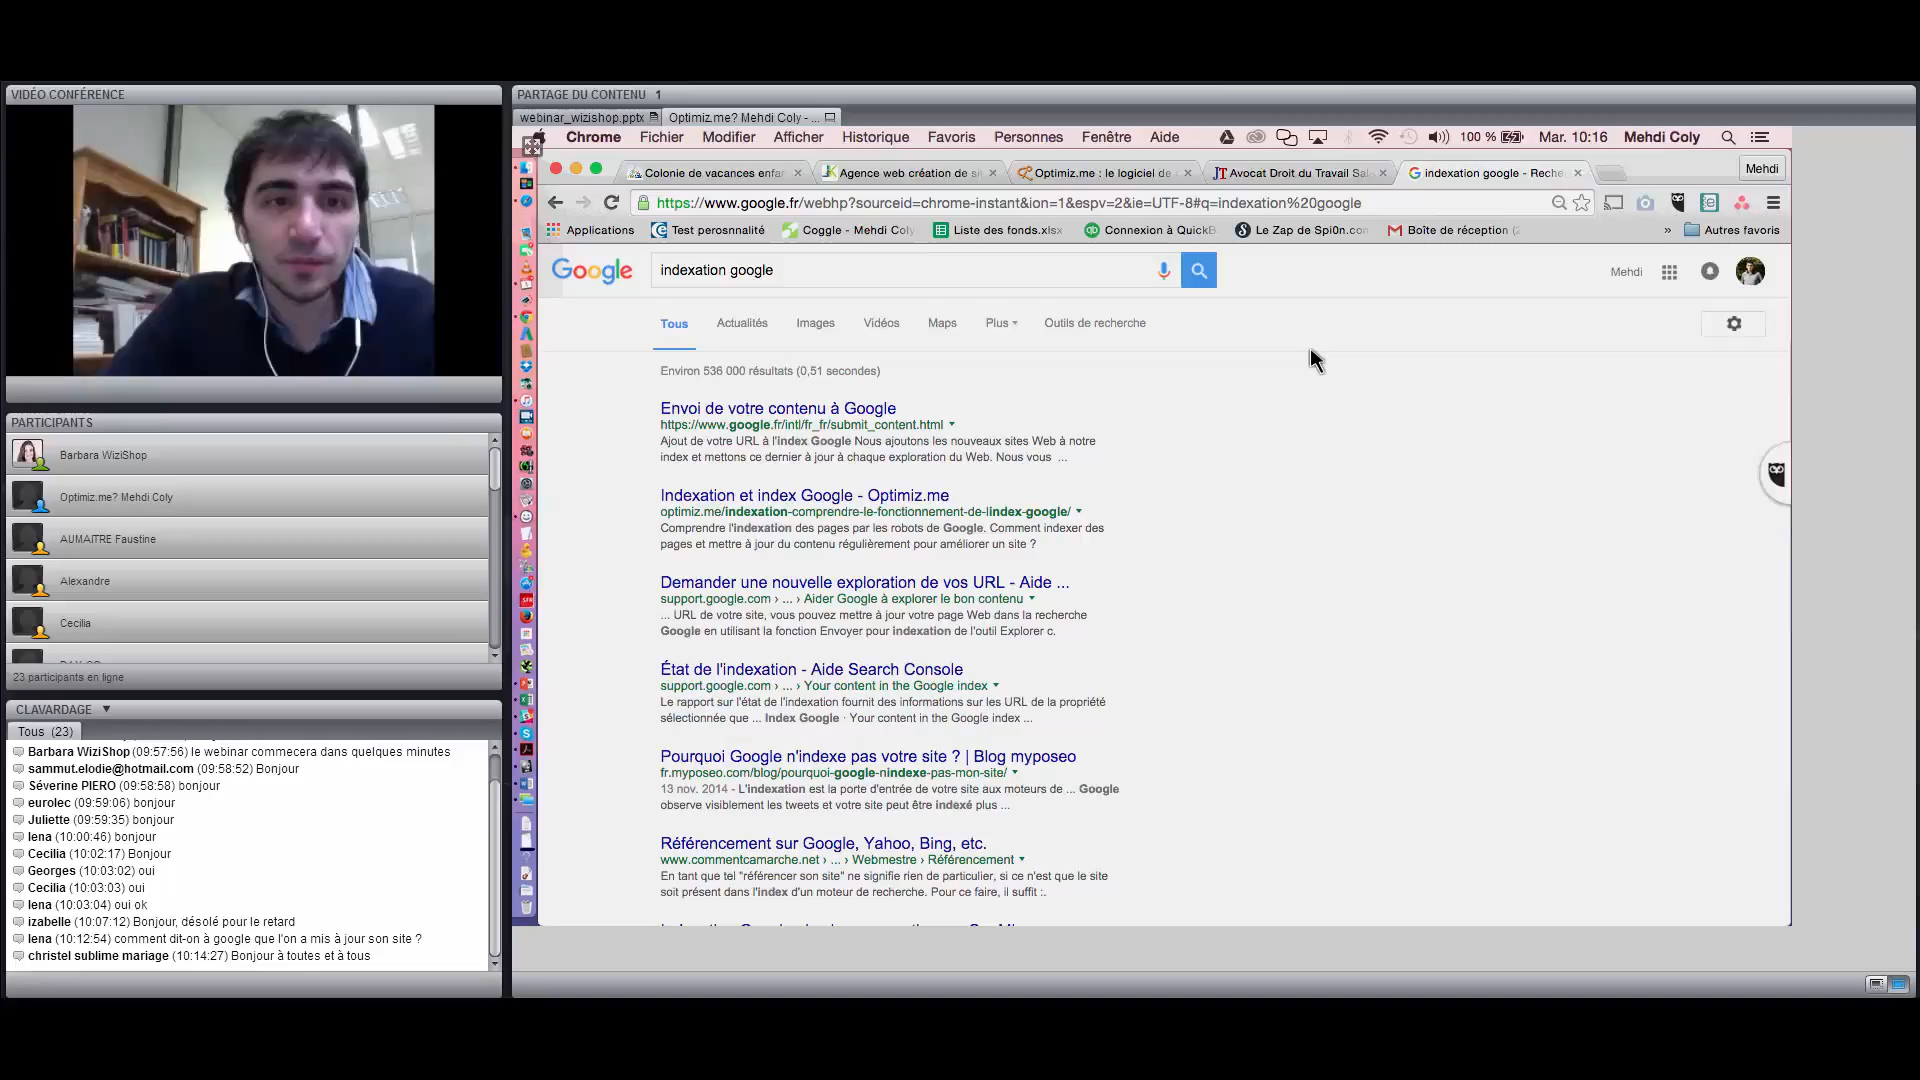 VIDÉO CONFÉRENCE
PARTICIPANTS
Barbara WiziShop
Optimiz.me? Mehdi Coly
AUMAITRE Faustine
Alexandre
Cecilia
23 participants en ligne
CLAVARDAGE
Tous (23)
Barbara WiziShop (09:57:56) le webinar commecera dans quelques minutes
sammut.elodie@hotmail.com (09:58:52) Bonjour
Séverine PIERO (09:58:58) bonjour
eurolec (09:59:06) bonjour
Juliette (09:59:35) bonjour
lena (10:00:46) bonjour
Cecilia (10:02:17) Bonjour
Georges (10:03:02) oui
Cecilia (10:03:03) oui
lena (10:03:04) oui ok
izabelle (10:07:12) Bonjour, désolé pour le retard
lena (10:12:54) comment dit-on à google que l'on a mis à jour son site ?
christel sublime mariage (10:14:27) Bonjour à toutes et à tous
PARTAGE DU CONTENU 1
webinar_wizishop.pptx Optimiz.me? Mehdi Coly - ...
Chrome Fichier Modifier Afficher Historique Favoris Personnes Fenêtre Aide 100 % Mar. 10:16 Mehdi Coly
Colonie de vacances enfan Agence web création de s Optimiz.me : le logiciel de Avocat Droit du Travail Sal indexation google - Reche Mehdi
https://www.google.fr/webhp?sourceid=chrome-instant&ion=1&espv=2&ie=UTF-8#q=indexation%20google
Applications Test perosnnalité Coggle - Mehdi Coly Liste des fonds.xlsx Connexion à QuickB Le Zap de Spi0n.com Boîte de réception (2 » Autres favoris
Google indexation google Mehdi
Tous Actualités Images Vidéos Maps Plus Outils de recherche
Environ 536 000 résultats (0,51 secondes)
Envoi de votre contenu à Google
https://www.google.fr/intl/fr_fr/submit_content.html
Ajout de votre URL à l'index Google Nous ajoutons les nouveaux sites Web à notre
index et mettons ce dernier à jour à chaque exploration du Web. Nous vous ...
Indexation et index Google - Optimiz.me
optimiz.me/indexation-comprendre-le-fonctionnement-de-lindex-google/
Comprendre l'indexation des pages par les robots de Google. Comment indexer des
pages et mettre à jour du contenu régulièrement pour améliorer un site ?
Demander une nouvelle exploration de vos URL - Aide ...
support.google.com › ... › Aider Google à explorer le bon contenu
... URL de votre site, vous pouvez mettre à jour votre page Web dans la recherche
Google en utilisant la fonction Envoyer pour indexation de l'outil Explorer c.
État de l'indexation - Aide Search Console
support.google.com › ... › Your content in the Google index
Le rapport sur l'état de l'indexation fournit des informations sur les URL de la propriété
sélectionnée que ... Index Google · Your content in the Google index ...
Pourquoi Google n'indexe pas votre site ? | Blog myposeo
fr.myposeo.com/blog/pourquoi-google-nindexe-pas-mon-site/
13 nov. 2014 - L'indexation est la porte d'entrée de votre site aux moteurs de ... Google
observe visiblement les tweets et votre site peut être indexé plus ...
Référencement sur Google, Yahoo, Bing, etc.
www.commentcamarche.net › ... › Webmestre › Référencement
En tant que tel "référencer son site" ne signifie rien de particulier, si ce n'est que le site
soit présent dans l'index d'un moteur de recherche. Pour ce faire, il suffit :.